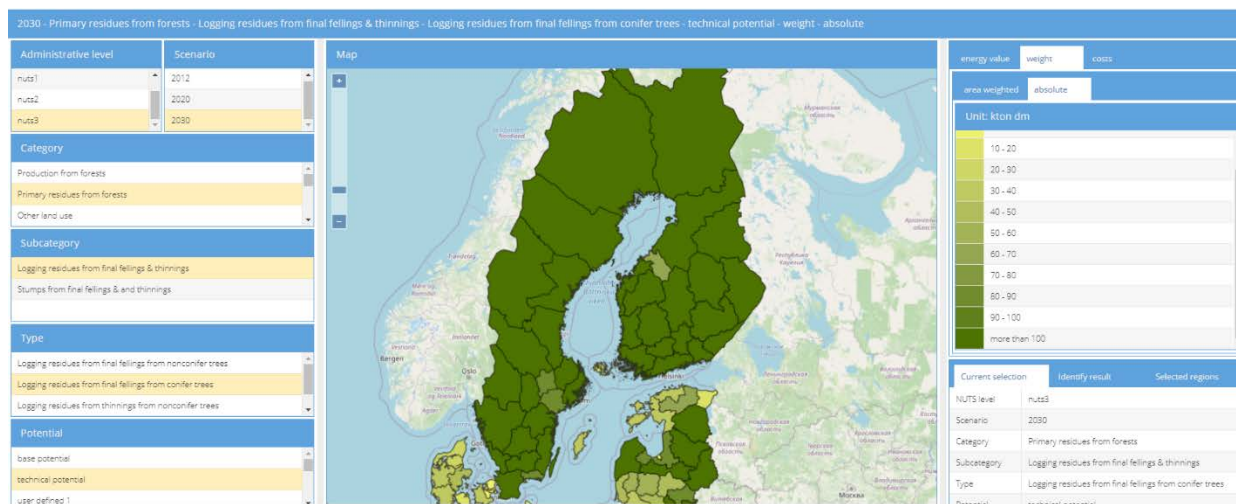 2030 - Primary residues from forests - Logging residues from final fellings & thinnings - Logging residues from final fellings from conifer trees - technical potential - weight - absolute
Administrative level
nuts1
nuts2
nuts3
Scenario
2012
2020
2030
Category
Production from forests
Primary residues from forests
Other land use
Subcategory
Logging residues from final fellings & thinnings
Stumps from final fellings & and thinnings
Type
Logging residues from final fellings from nonconifer trees
Logging residues from final fellings from conifer trees
Logging residues from thinnings from nonconifer trees
Potential
base potential
technical potential
user defined 1
Map
+
-
Bergen
Oslo
Мурманская область
Республика Карелия
Москва
energy value
weight
costs
area weighted
absolute
Unit: kton dm
10 - 20
20 - 30
30 - 40
40 - 50
50 - 60
60 - 70
70 - 80
80 - 90
90 - 100
more than 100
Current selection
Identify result
Selected regions
NUTS level nuts3
Scenario 2030
Category Primary residues from forests
Subcategory Logging residues from final fellings & thinnings
Type Logging residues from final fellings from conifer trees
Potential technical potential